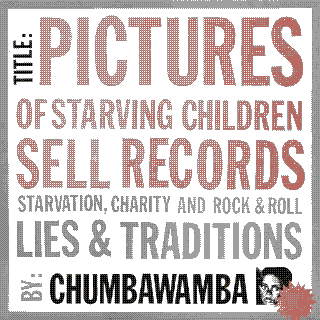 TITLE: PICTURES
OF STARVING CHILDREN
SELL RECORDS
STARVATION, CHARITY AND ROCK & ROLL
LIES & TRADITIONS
BY: CHUMBAWAMBA